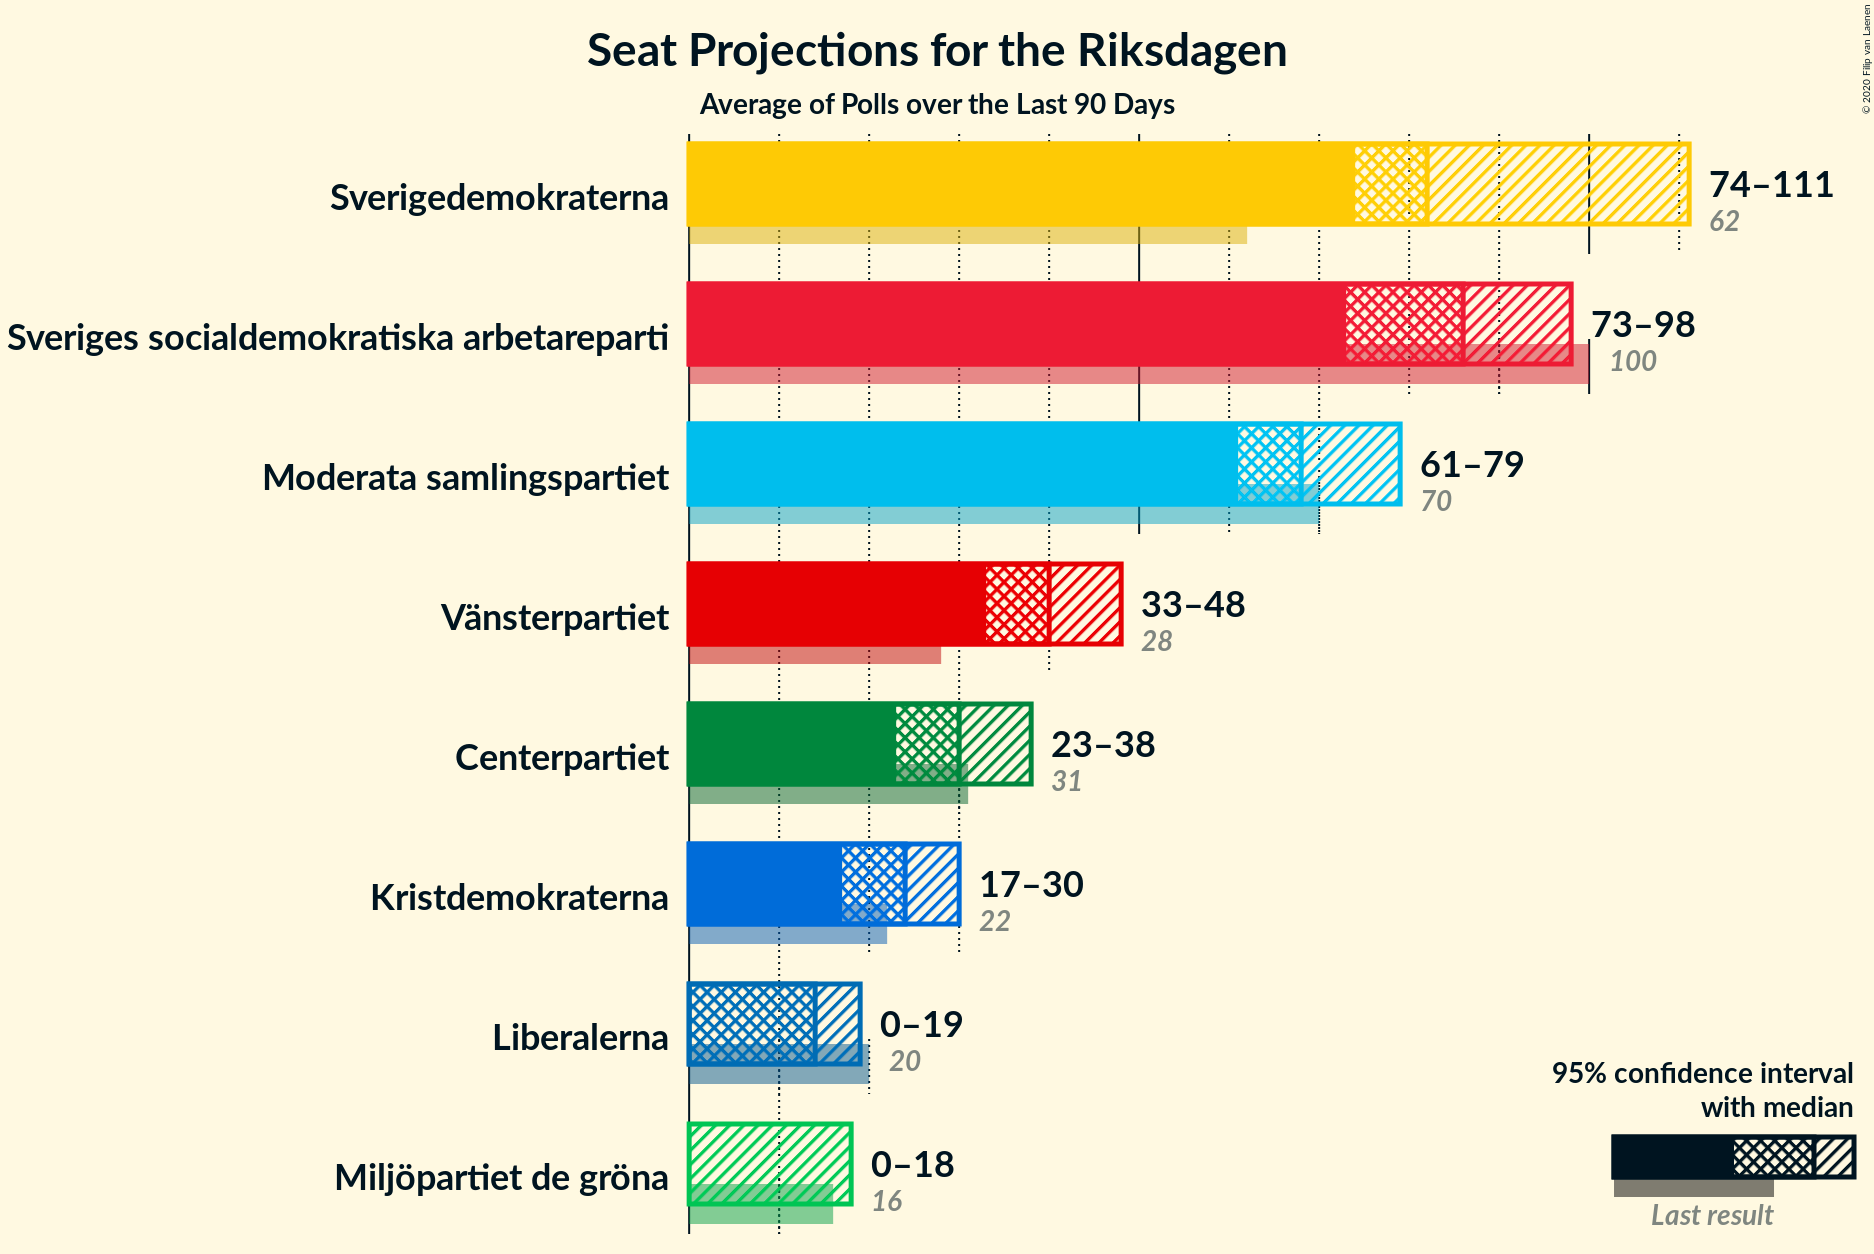 Seat Projections for the Riksdagen
Average of Polls over the Last 90 Days
© 2020 Filip van Laenen
Sverigedemokraterna
74–111
62
Sveriges socialdemokratiska arbetareparti
73–98
100
Moderata samlingspartiet
61–79
70
Vänsterpartiet
33–48
28
Centerpartiet
23–38
31
Kristdemokraterna
17–30
22
Liberalerna
0–19
20
Miljöpartiet de gröna
0–18
16
95% confidence interval
with median
Last result